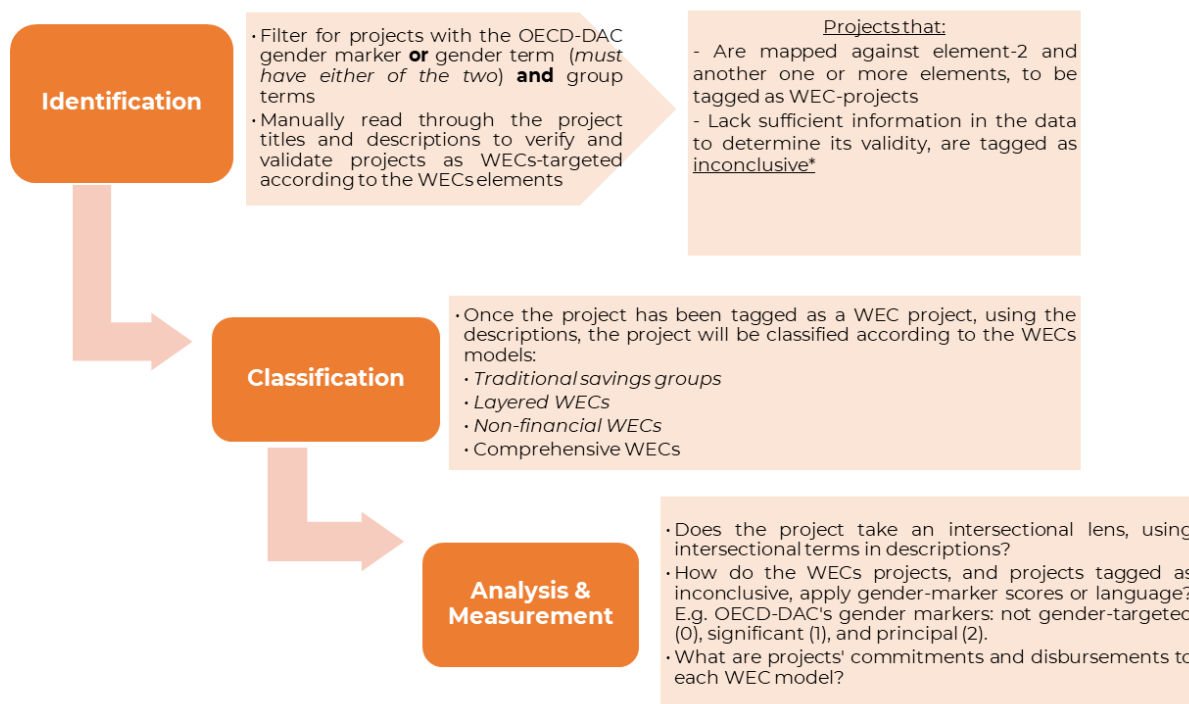 Identification
· Filter for projects with the OECD-DAC
gender marker or gender term (must
have either of the two) and group
terms
· Manually read through the project
titles and descriptions to verify and
validate projects as WECs-targeted
according to the WECs elements
Projects that:
- Are mapped against element-2 and
another one or more elements, to be
tagged as WEC-projects
- Lack sufficient information in the data
to determine its validity, are tagged as
inconclusive*
Classification
· Once the project has been tagged as a WEC project, using the
descriptions, the project will be classified according to the WECs
models:
· Traditional savings groups
· Layered WECs
· Non-financial WECs
· Comprehensive WECs
Analysis &
Measurement
· Does the project take an intersectional lens, using
intersectional terms in descriptions?
· How do the WECs projects, and projects tagged as
inconclusive, apply gender-marker scores or language?
E.g. OECD-DAC's gender markers: not gender-targeted
(0), significant (1), and principal (2).
· What are projects' commitments and disbursements to
each WEC model?